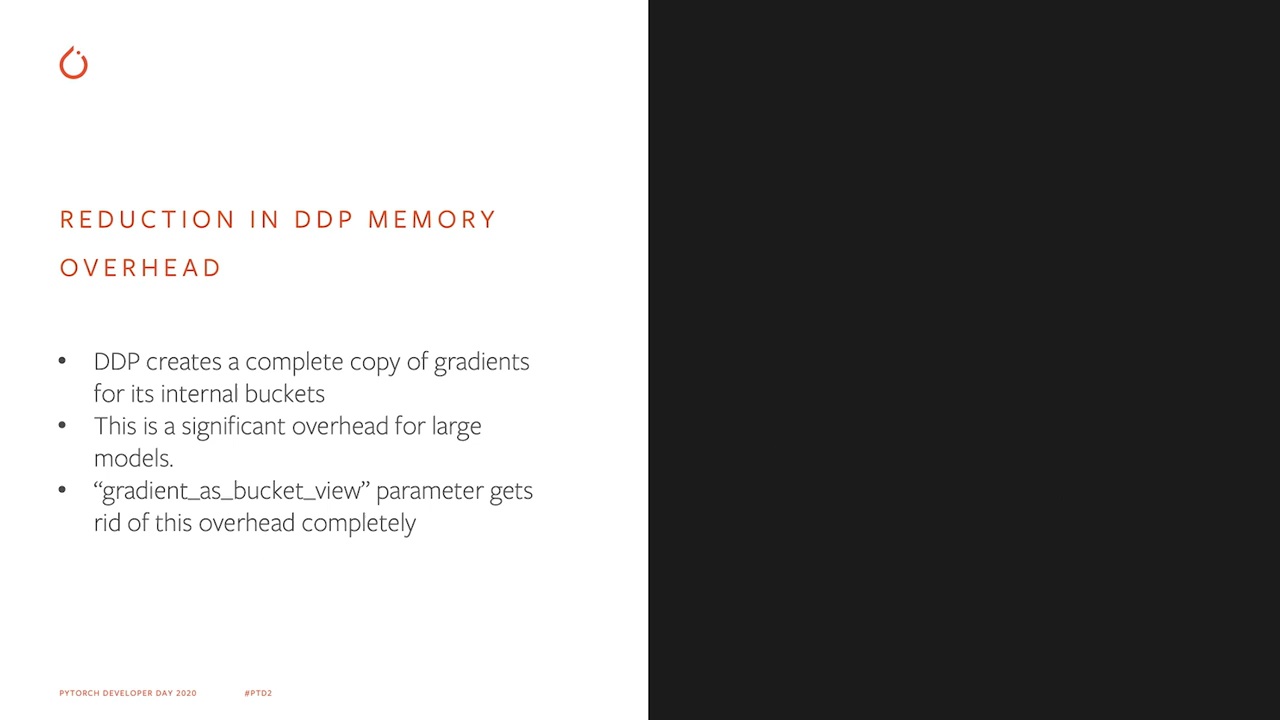 REDUCTION IN DDP MEMORY
OVERHEAD
• DDP creates a complete copy of gradients
for its internal buckets
• This is a significant overhead for large
models.
• “gradient_as_bucket_view” parameter gets
rid of this overhead completely
PYTORCH DEVELOPER DAY 2020 #PTD2